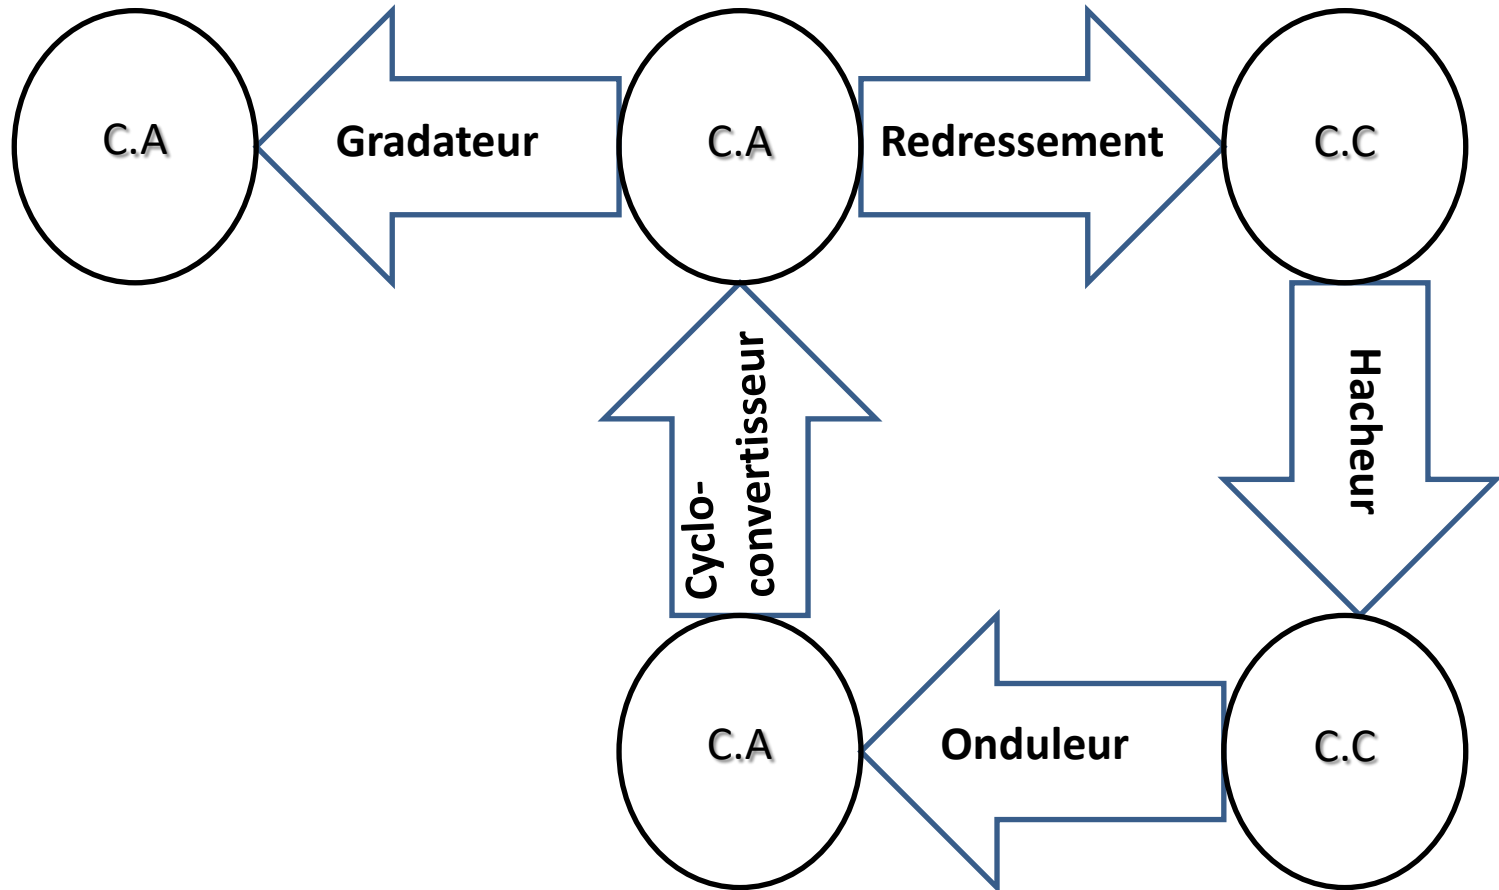 C.A
Gradateur
C.A
Redressement
C.C
Cyclo-
convertisseur
Hacheur
C.A
Onduleur
C.C